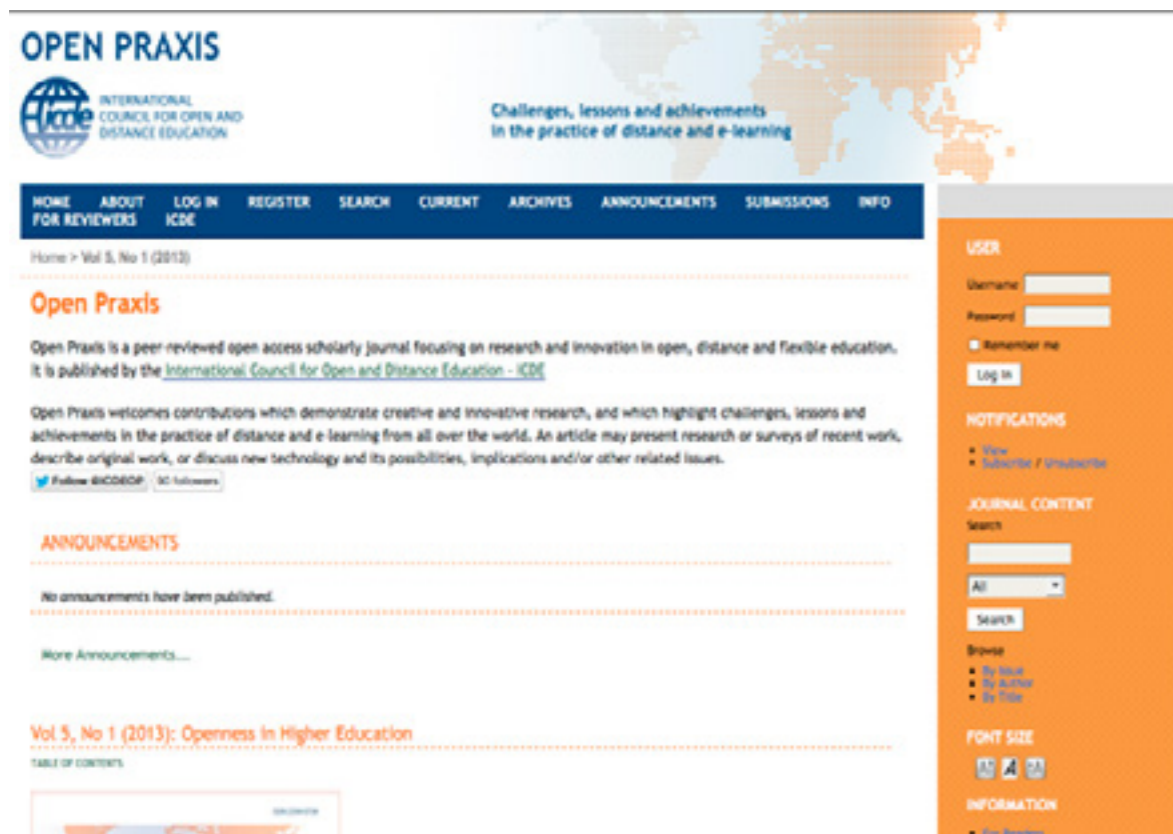 OPEN PRAXIS
icde
INTERNATIONAL
COUNCIL FOR OPEN AND
DISTANCE EDUCATION
Challenges, lessons and achievements
in the practice of distance and e-learning
HOME ABOUT LOG IN REGISTER SEARCH CURRENT ARCHIVES ANNOUNCEMENTS SUBMISSIONS INFO
FOR REVIEWERS ICDE
Home > Vol 5, No 1 (2013)
Open Praxis
Open Praxis is a peer-reviewed open access scholarly journal focusing on research and innovation in open, distance and flexible education.
It is published by the International Council for Open and Distance Education - ICDE
Open Praxis welcomes contributions which demonstrate creative and innovative research, and which highlight challenges, lessons and
achievements in the practice of distance and e-learning from all over the world. An article may present research or surveys of recent work,
describe original work, or discuss new technology and its possibilities, implications and/or other related issues.
Follow @ICDEOP followers
ANNOUNCEMENTS
No announcements have been published.
More Announcements...
Vol 5, No 1 (2013): Openness in Higher Education
TABLE OF CONTENTS
USER
Username
Password
Remember me
Log In
NOTIFICATIONS
View
Subscribe / Unsubscribe
JOURNAL CONTENT
Search
All
Search
Browse
By Issue
By Author
By Title
FONT SIZE
INFORMATION
For Readers